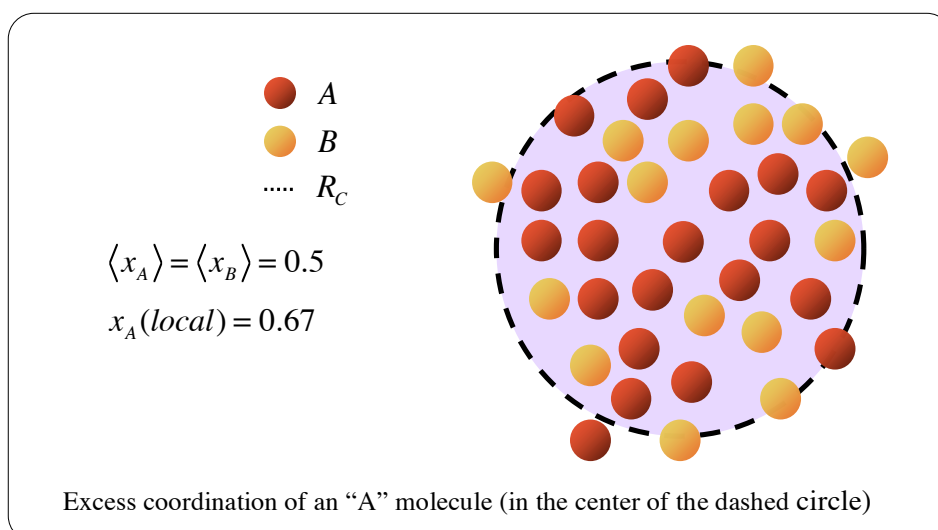 A
B
R_C
⟨x_A⟩ = ⟨x_B⟩ = 0.5
x_A(local) = 0.67
Excess coordination of an “A” molecule (in the center of the dashed circle)